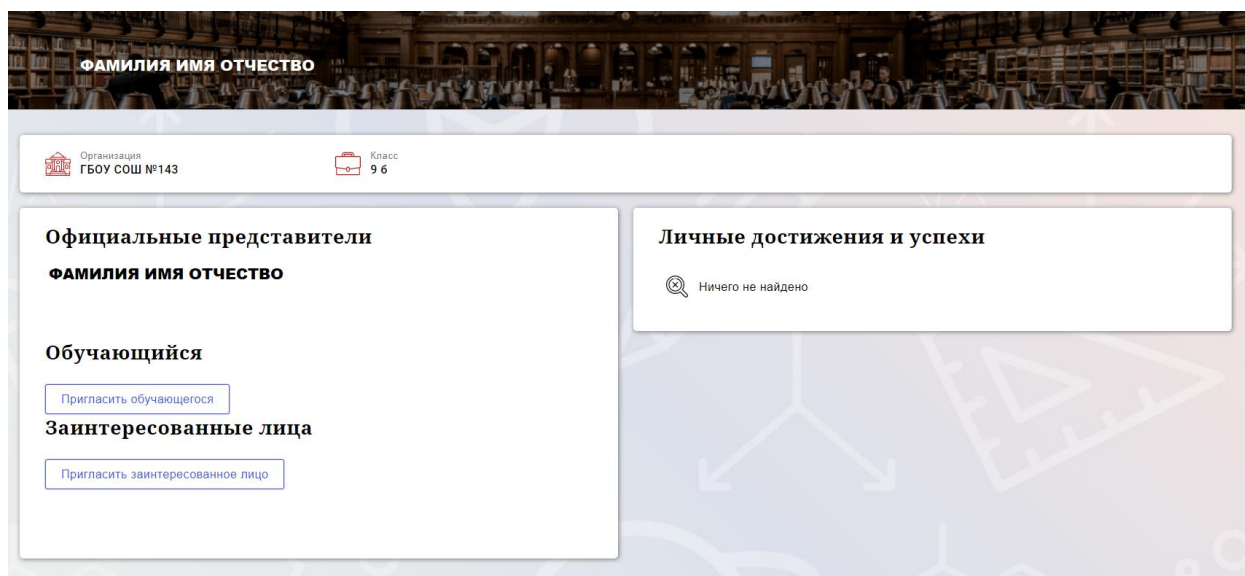 ФАМИЛИЯ ИМЯ ОТЧЕСТВО
Организация
ГБОУ СОШ №143
Класс
9 б
Официальные представители
ФАМИЛИЯ ИМЯ ОТЧЕСТВО
Обучающийся
Пригласить обучающегося
Заинтересованные лица
Пригласить заинтересованное лицо
Личные достижения и успехи
Ничего не найдено